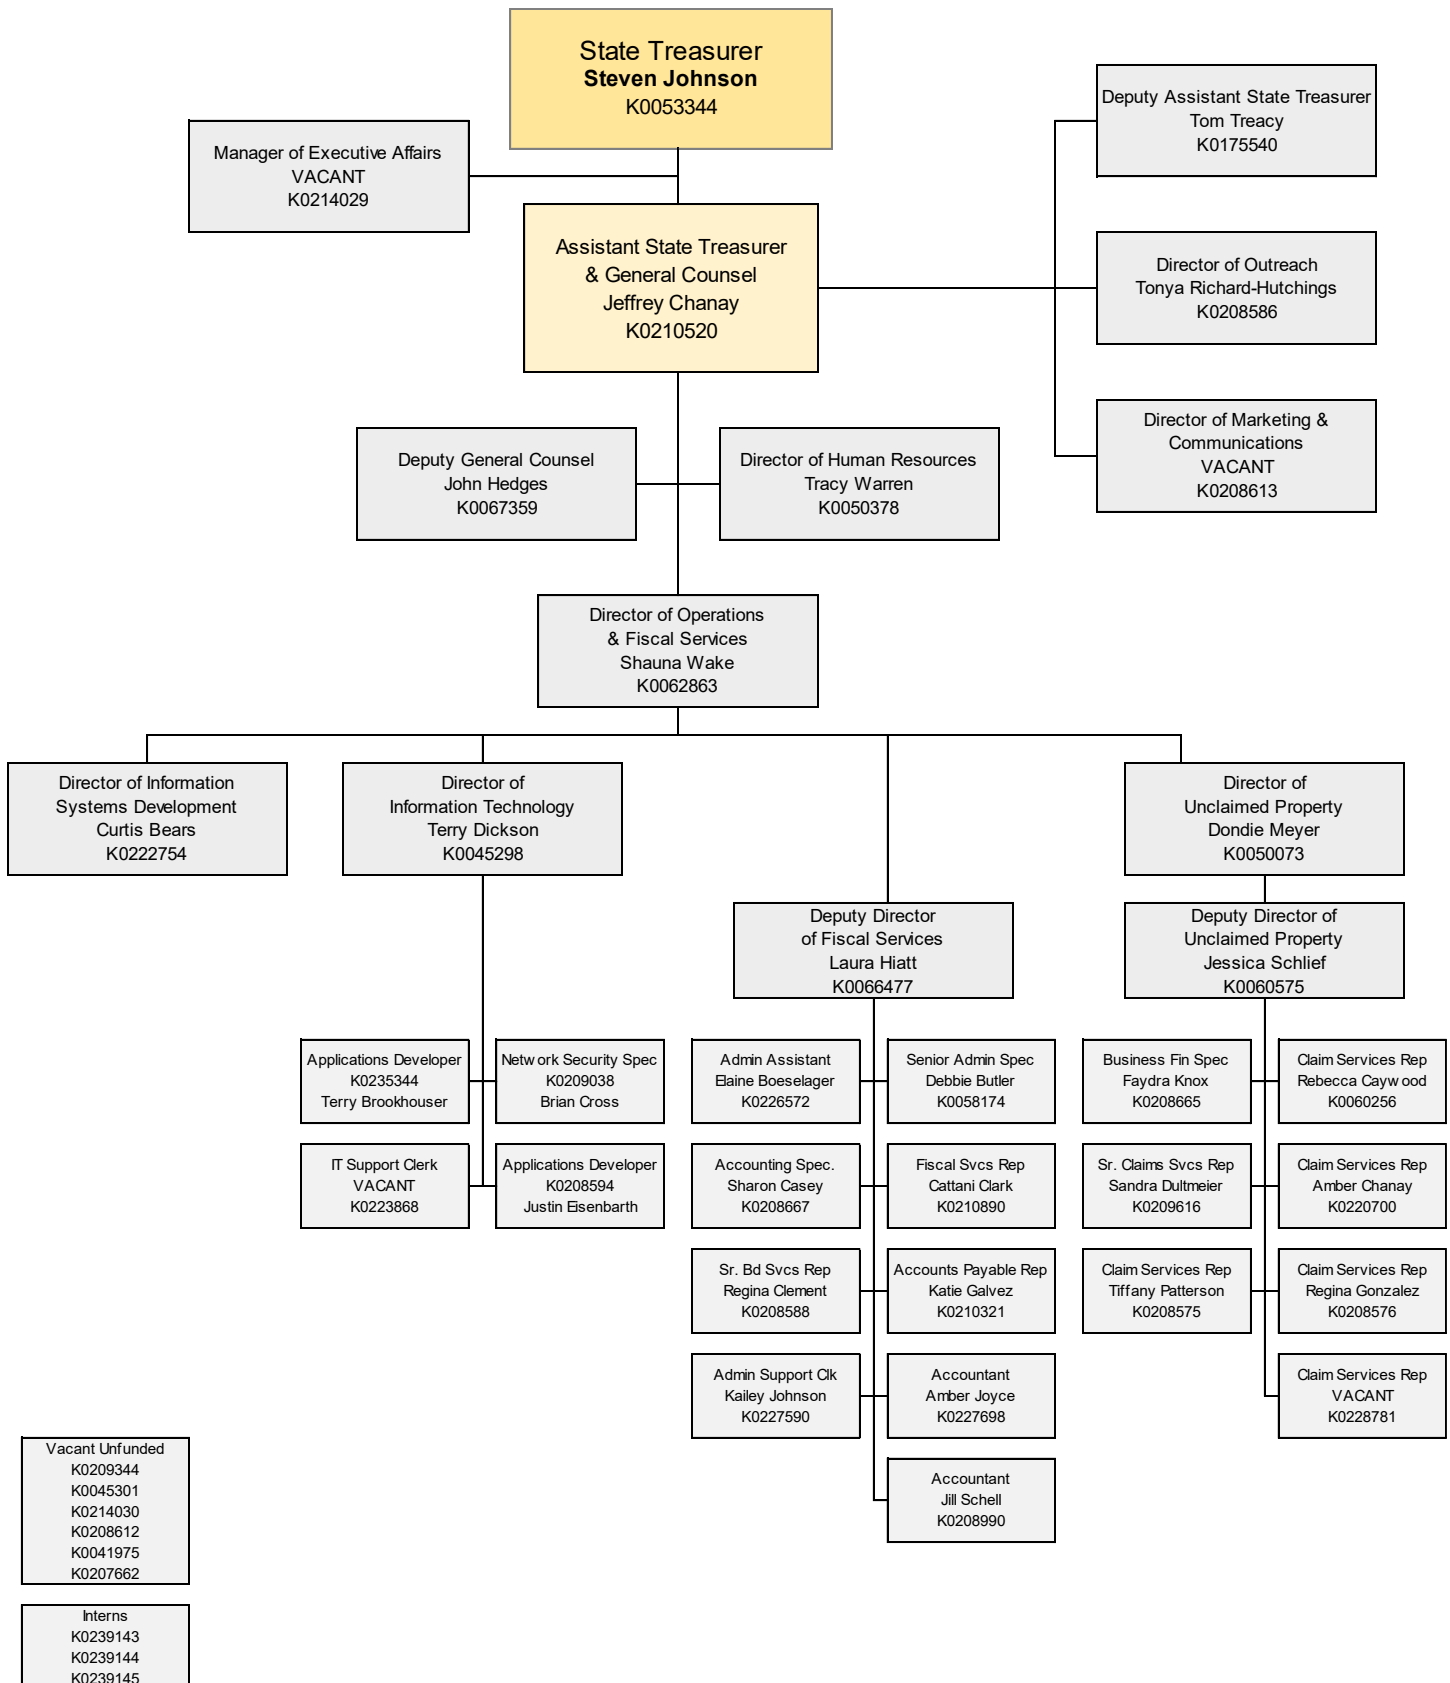 State Treasurer
Steven Johnson
K0053344
Manager of Executive Affairs
VACANT
K0214029
Deputy Assistant State Treasurer
Tom Treacy
K0175540
Assistant State Treasurer
& General Counsel
Jeffrey Chanay
K0210520
Director of Outreach
Tonya Richard-Hutchings
K0208586
Director of Marketing &
Communications
VACANT
K0208613
Deputy General Counsel
John Hedges
K0067359
Director of Human Resources
Tracy Warren
K0050378
Director of Operations
& Fiscal Services
Shauna Wake
K0062863
Director of Information
Systems Development
Curtis Bears
K0222754
Director of
Information Technology
Terry Dickson
K0045298
Director of
Unclaimed Property
Dondie Meyer
K0050073
Deputy Director
of Fiscal Services
Laura Hiatt
K0066477
Deputy Director of
Unclaimed Property
Jessica Schlief
K0060575
Applications Developer
K0235344
Terry Brookhouser
Network Security Spec
K0209038
Brian Cross
Admin Assistant
Elaine Boeselager
K0226572
Senior Admin Spec
Debbie Butler
K0058174
Business Fin Spec
Faydra Knox
K0208665
Claim Services Rep
Rebecca Caywood
K0060256
IT Support Clerk
VACANT
K0223868
Applications Developer
K0208594
Justin Eisenbarth
Accounting Spec.
Sharon Casey
K0208667
Fiscal Svcs Rep
Cattani Clark
K0210890
Sr. Claims Svcs Rep
Sandra Dultmeier
K0209616
Claim Services Rep
Amber Chanay
K0220700
Sr. Bd Svcs Rep
Regina Clement
K0208588
Accounts Payable Rep
Katie Galvez
K0210321
Claim Services Rep
Tiffany Patterson
K0208575
Claim Services Rep
Regina Gonzalez
K0208576
Admin Support Clk
Kailey Johnson
K0227590
Accountant
Amber Joyce
K0227698
Claim Services Rep
VACANT
K0228781
Accountant
Jill Schell
K0208990
Vacant Unfunded
K0209344
K0045301
K0214030
K0208612
K0041975
K0207662
Interns
K0239143
K0239144
K0239145